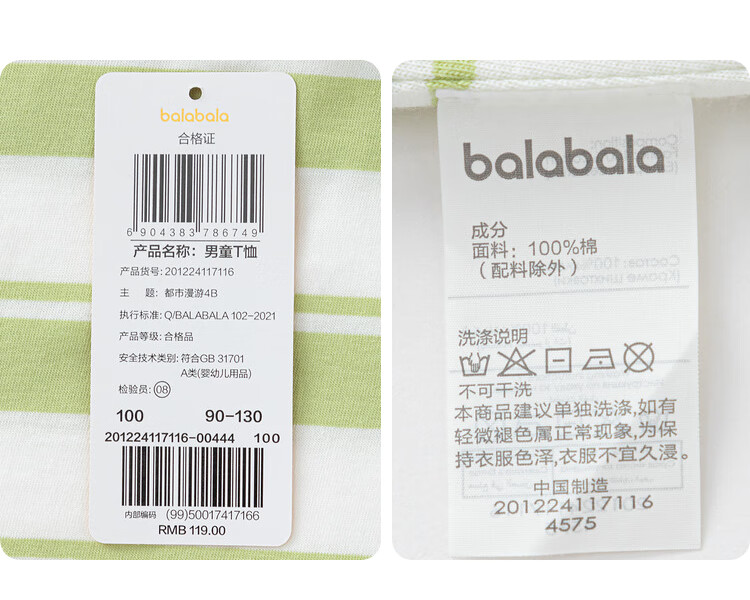 balabala
合格证
6 904383 786749
产品名称：男童T恤
产品货号：201224117116
主　题：都市漫游4B
执行标准：Q/BALABALA 102-2021
产品等级：合格品
安全技术类别：符合GB 31701
A类(婴幼儿用品)
检验员：08
100 90-130
201224117116-00444 100
内部编码 (99)50017417166
RMB 119.00
balabala
成分
面料：100%棉
（配料除外）
洗涤说明
不可干洗
本商品建议单独洗涤,如有
轻微褪色属正常现象,为保
持衣服色泽,衣服不宜久浸。
中国制造
201224117116
4575